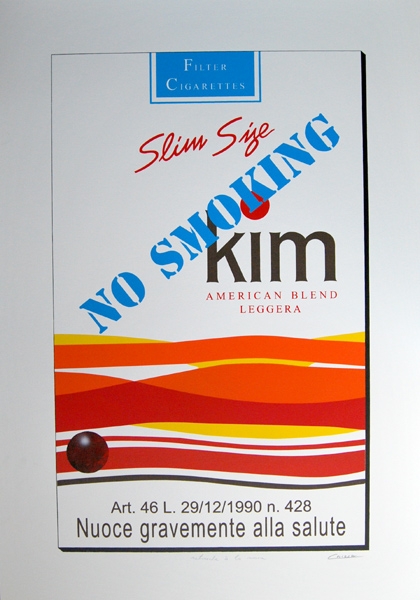 FILTER
CIGARETTES
Slim Size
NO SMOKING
kim
AMERICAN BLEND
LEGGERA
Art. 46 L. 29/12/1990 n. 428
Nuoce gravemente alla salute